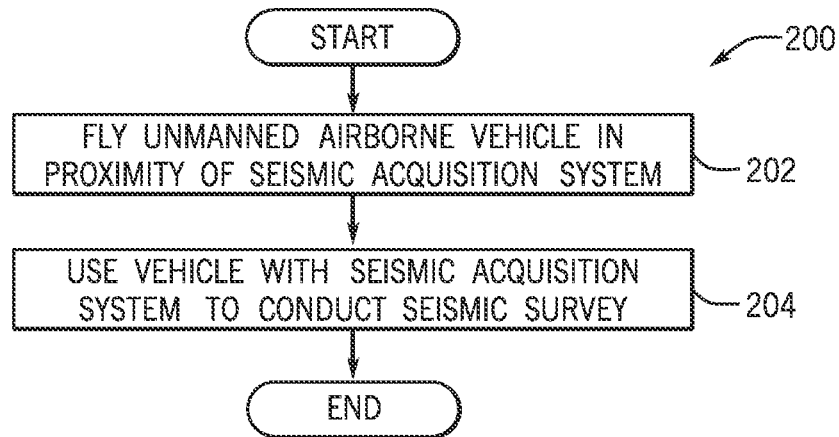 START
200
FLY UNMANNED AIRBORNE VEHICLE IN
PROXIMITY OF SEISMIC ACQUISITION SYSTEM
202
USE VEHICLE WITH SEISMIC ACQUISITION
SYSTEM TO CONDUCT SEISMIC SURVEY
204
END